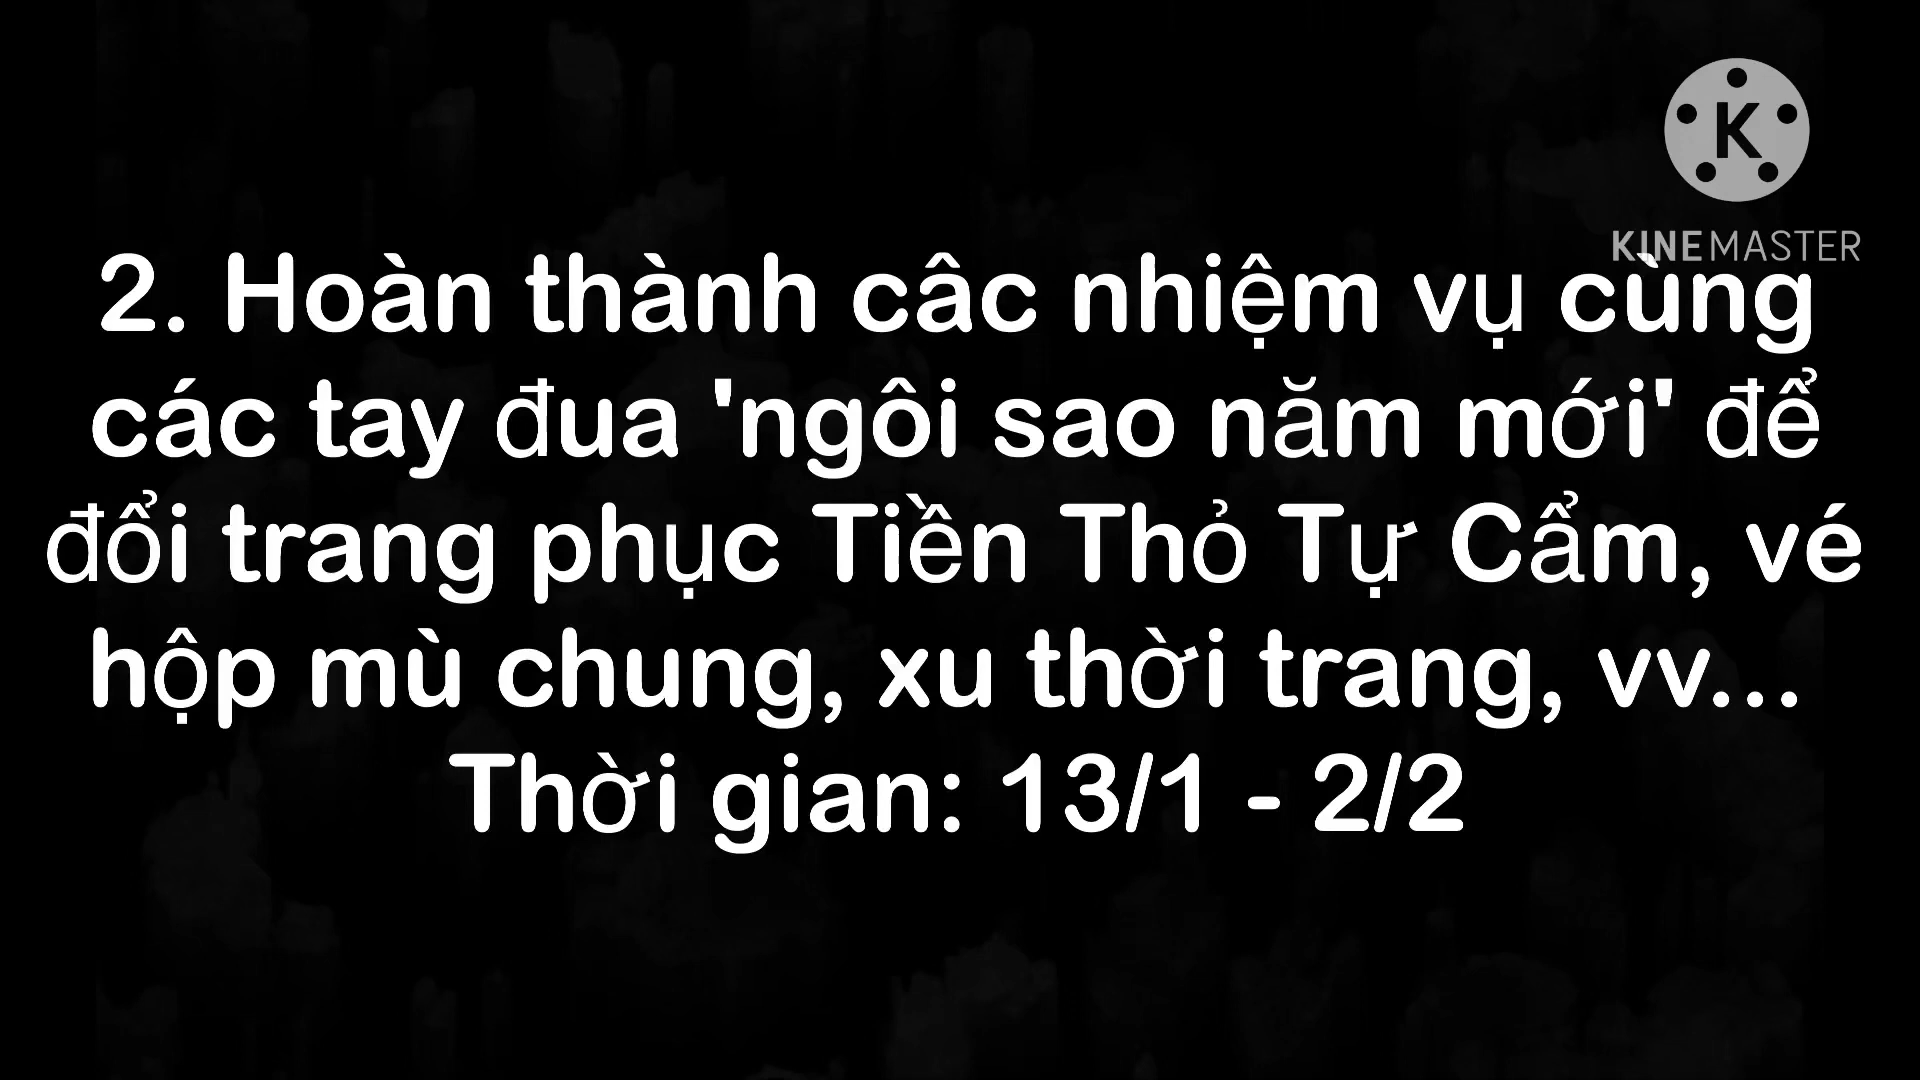 K
KINEMASTER
2. Hoàn thành câc nhiệm vụ cùng
các tay đua 'ngôi sao năm mới' để
đổi trang phục Tiền Thỏ Tự Cẩm, vé
hộp mù chung, xu thời trang, vv...
Thời gian: 13/1 - 2/2